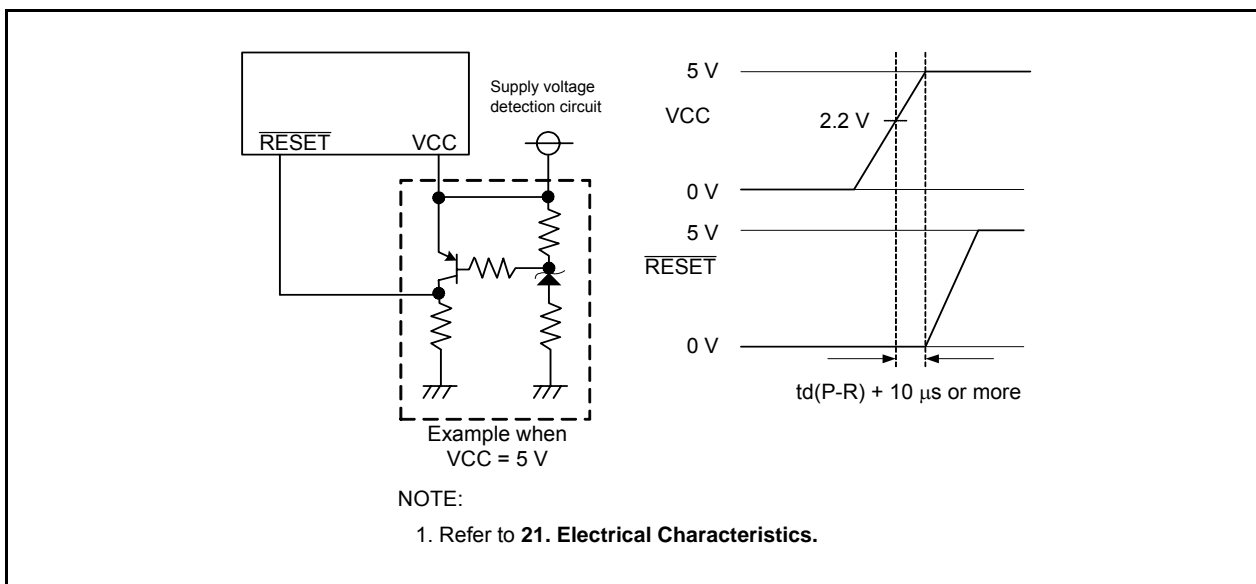 RESET
VCC
Supply voltage
detection circuit
Example when
VCC = 5 V
5 V
VCC
2.2 V
0 V
5 V
RESET
0 V
td(P-R) + 10 μs or more
NOTE:
1. Refer to 21. Electrical Characteristics.